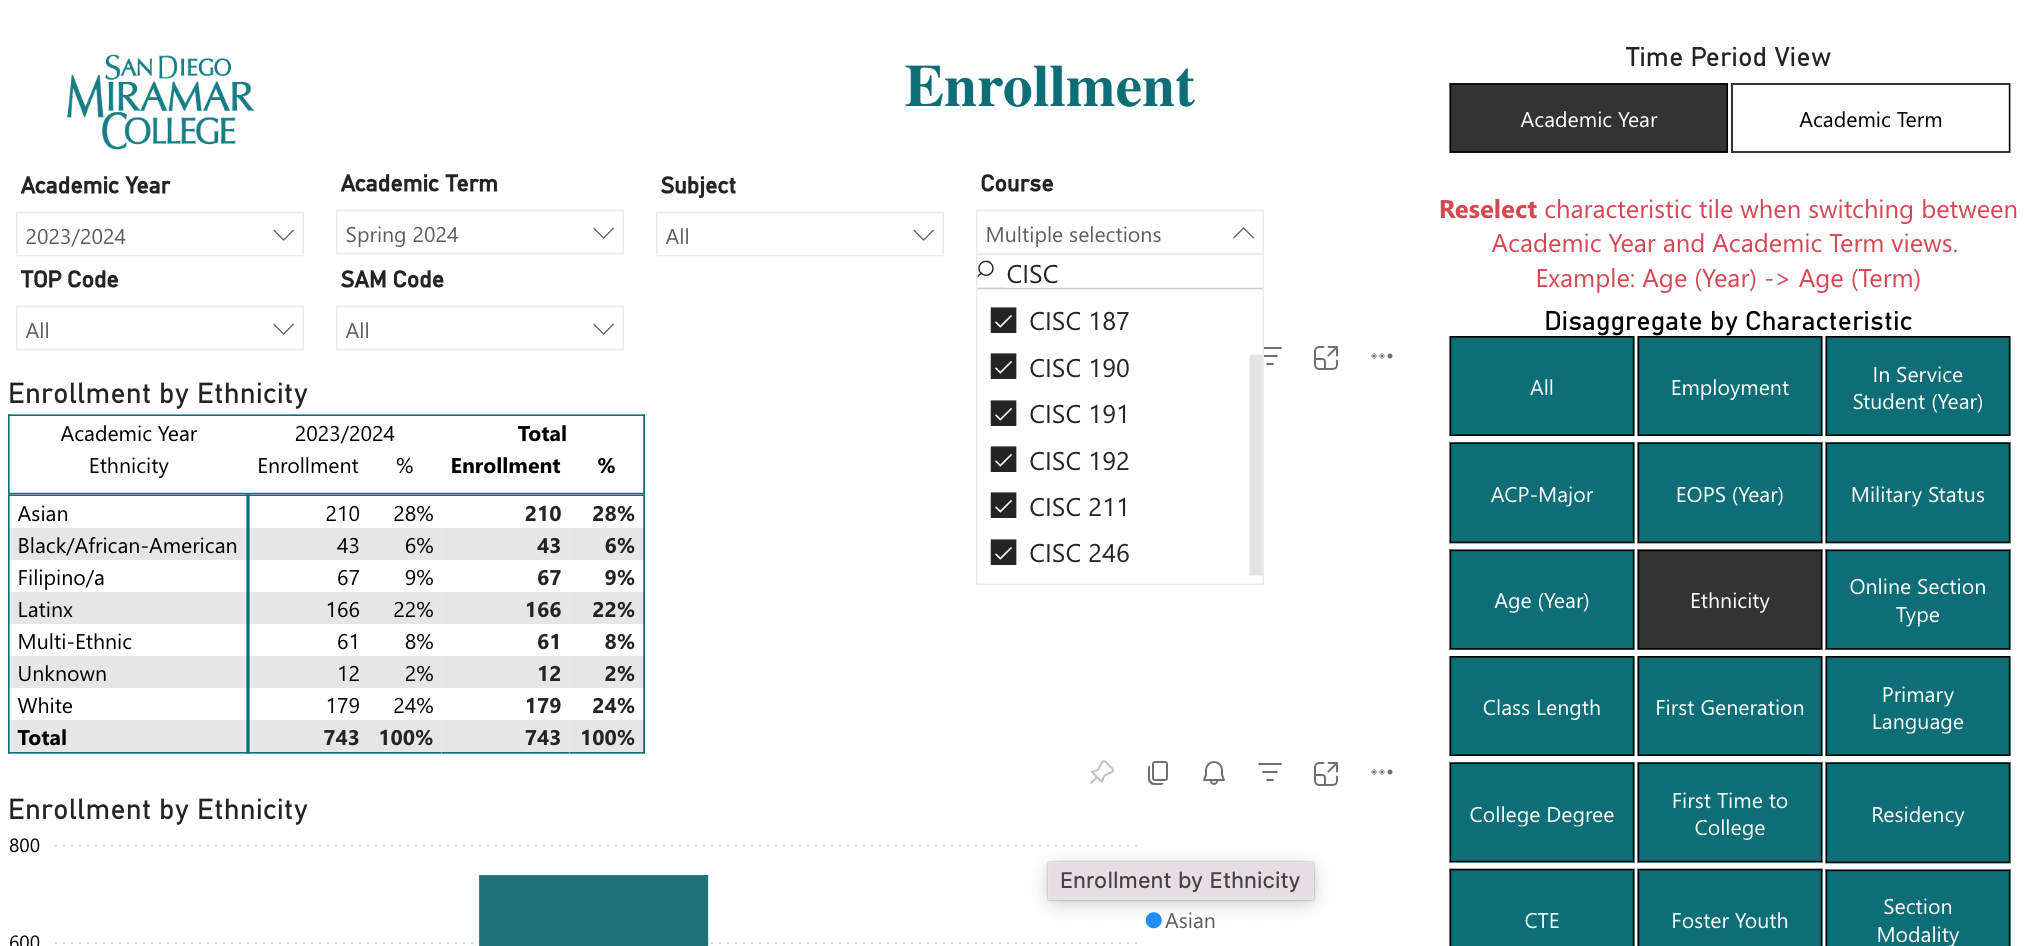 SAN DIEGO
MIRAMAR
COLLEGE
Enrollment
Time Period View
Academic Year
Academic Term
Academic Year
Academic Term
Subject
Course
2023/2024
Spring 2024
All
Multiple selections
CISC
TOP Code
SAM Code
All
All
CISC 187
CISC 190
CISC 191
CISC 192
CISC 211
CISC 246
Reselect characteristic tile when switching between
Academic Year and Academic Term views.
Example: Age (Year) -> Age (Term)
Disaggregate by Characteristic
All
Employment
In Service
Student (Year)
ACP-Major
EOPS (Year)
Military Status
Age (Year)
Ethnicity
Online Section
Type
Class Length
First Generation
Primary
Language
College Degree
First Time to
College
Residency
CTE
Foster Youth
Section
Modality
Enrollment by Ethnicity
Academic Year 2023/2024 Total
Ethnicity Enrollment % Enrollment %
Asian 210 28% 210 28%
Black/African-American 43 6% 43 6%
Filipino/a 67 9% 67 9%
Latinx 166 22% 166 22%
Multi-Ethnic 61 8% 61 8%
Unknown 12 2% 12 2%
White 179 24% 179 24%
Total 743 100% 743 100%
Enrollment by Ethnicity
800
600
Enrollment by Ethnicity
Asian